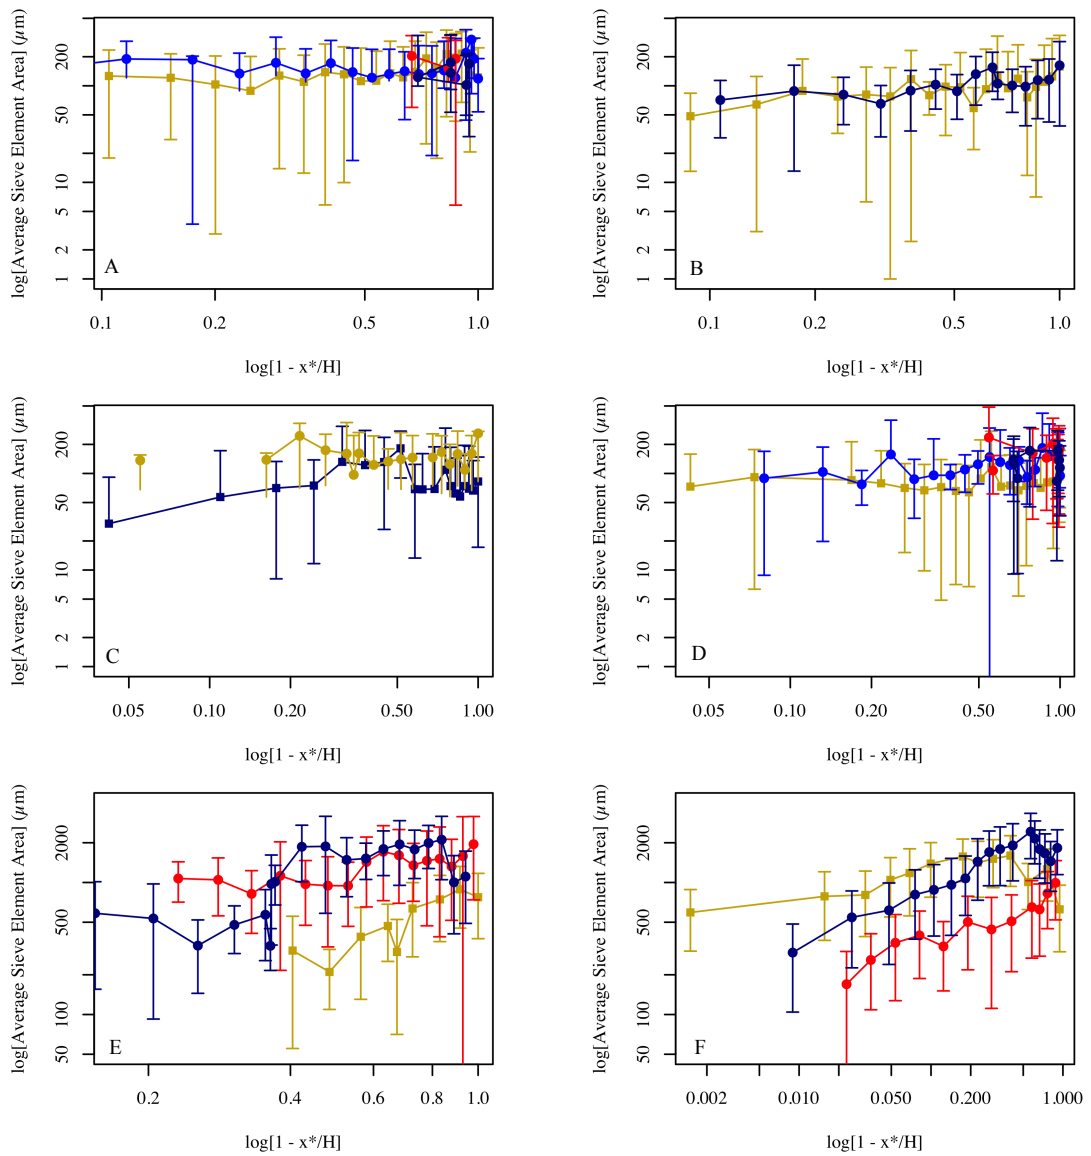 log[Average Sieve Element Area] (µm)
200
50
10
5
2
1
A
0.1 0.2 0.5 1.0
log[1 - x*/H]
log[Average Sieve Element Area] (µm)
200
50
10
5
2
1
B
0.1 0.2 0.5 1.0
log[1 - x*/H]
log[Average Sieve Element Area] (µm)
200
50
10
5
2
1
C
0.05 0.10 0.20 0.50 1.00
log[1 - x*/H]
log[Average Sieve Element Area] (µm)
200
50
10
5
2
1
D
0.05 0.10 0.20 0.50 1.00
log[1 - x*/H]
log[Average Sieve Element Area] (µm)
2000
500
100
50
E
0.2 0.4 0.6 0.8 1.0
log[1 - x*/H]
log[Average Sieve Element Area] (µm)
2000
500
100
50
F
0.002 0.010 0.050 0.200 1.000
log[1 - x*/H]